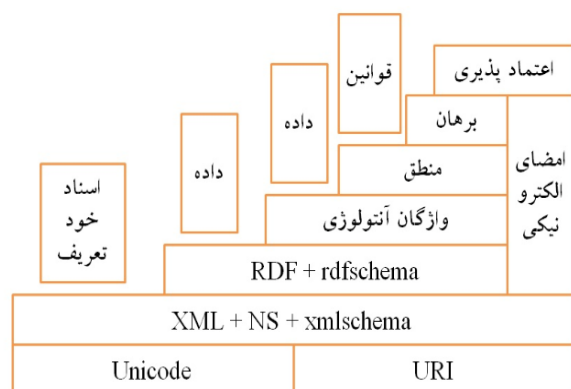 قوانین
اعتماد پذیری
داده
برهان
امضای
الکترو
نیکی
داده
منطق
اسناد
خود
تعریف
واژگان آنتولوژی
RDF + rdfschema
XML + NS + xmlschema
Unicode
URI